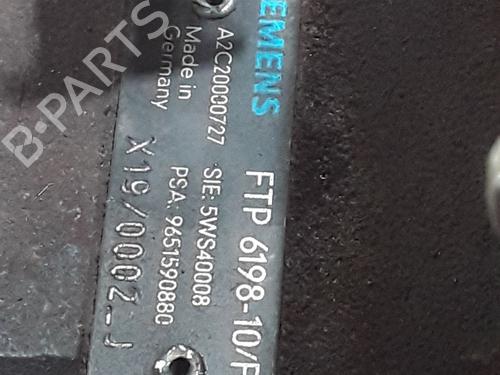 SIEMENS
A2C20000727
Made in
Germany
FTP 6198-10/F
SIE: 5WS40008
PSA: 9651590880
X19/0002_J
B-PARTS